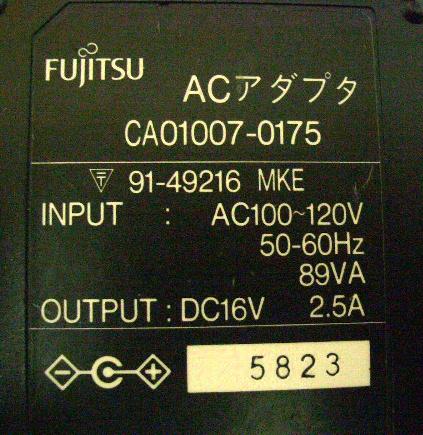 FUJITSU
ACアダプタ
CA01007-0175
91-49216 MKE
INPUT : AC100~120V
50-60Hz
89VA
OUTPUT : DC16V 2.5A
5823